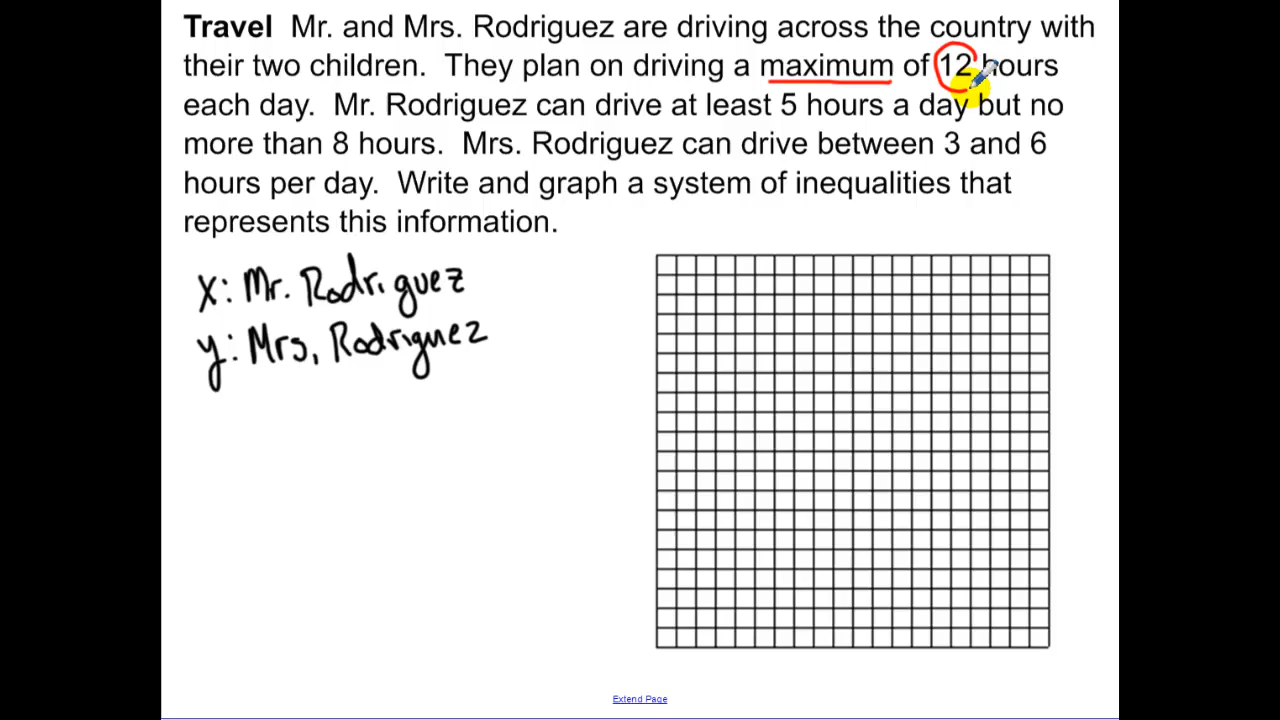 Travel Mr. and Mrs. Rodriguez are driving across the country with
their two children. They plan on driving a maximum of 12 hours
each day. Mr. Rodriguez can drive at least 5 hours a day but no
more than 8 hours. Mrs. Rodriguez can drive between 3 and 6
hours per day. Write and graph a system of inequalities that
represents this information.
x: Mr. Rodriguez
y: Mrs. Rodriguez
Extend Page